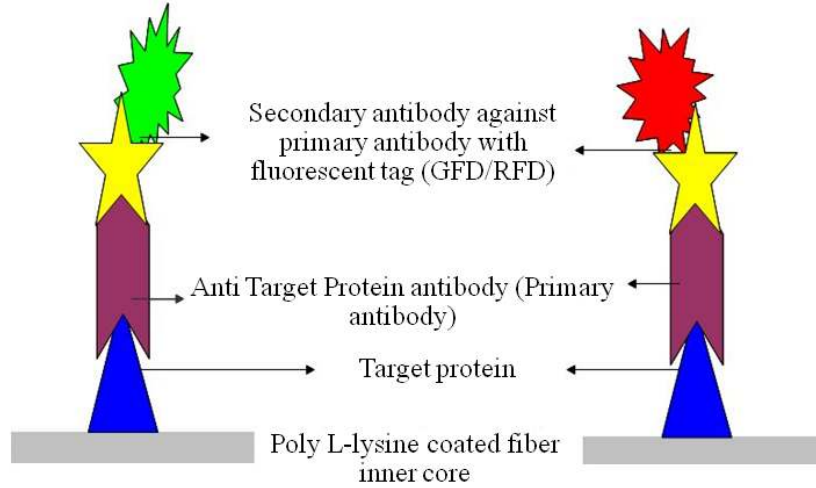 Secondary antibody against
primary antibody with
fluorescent tag (GFD/RFD)
Anti Target Protein antibody (Primary
antibody)
Target protein
Poly L-lysine coated fiber
inner core